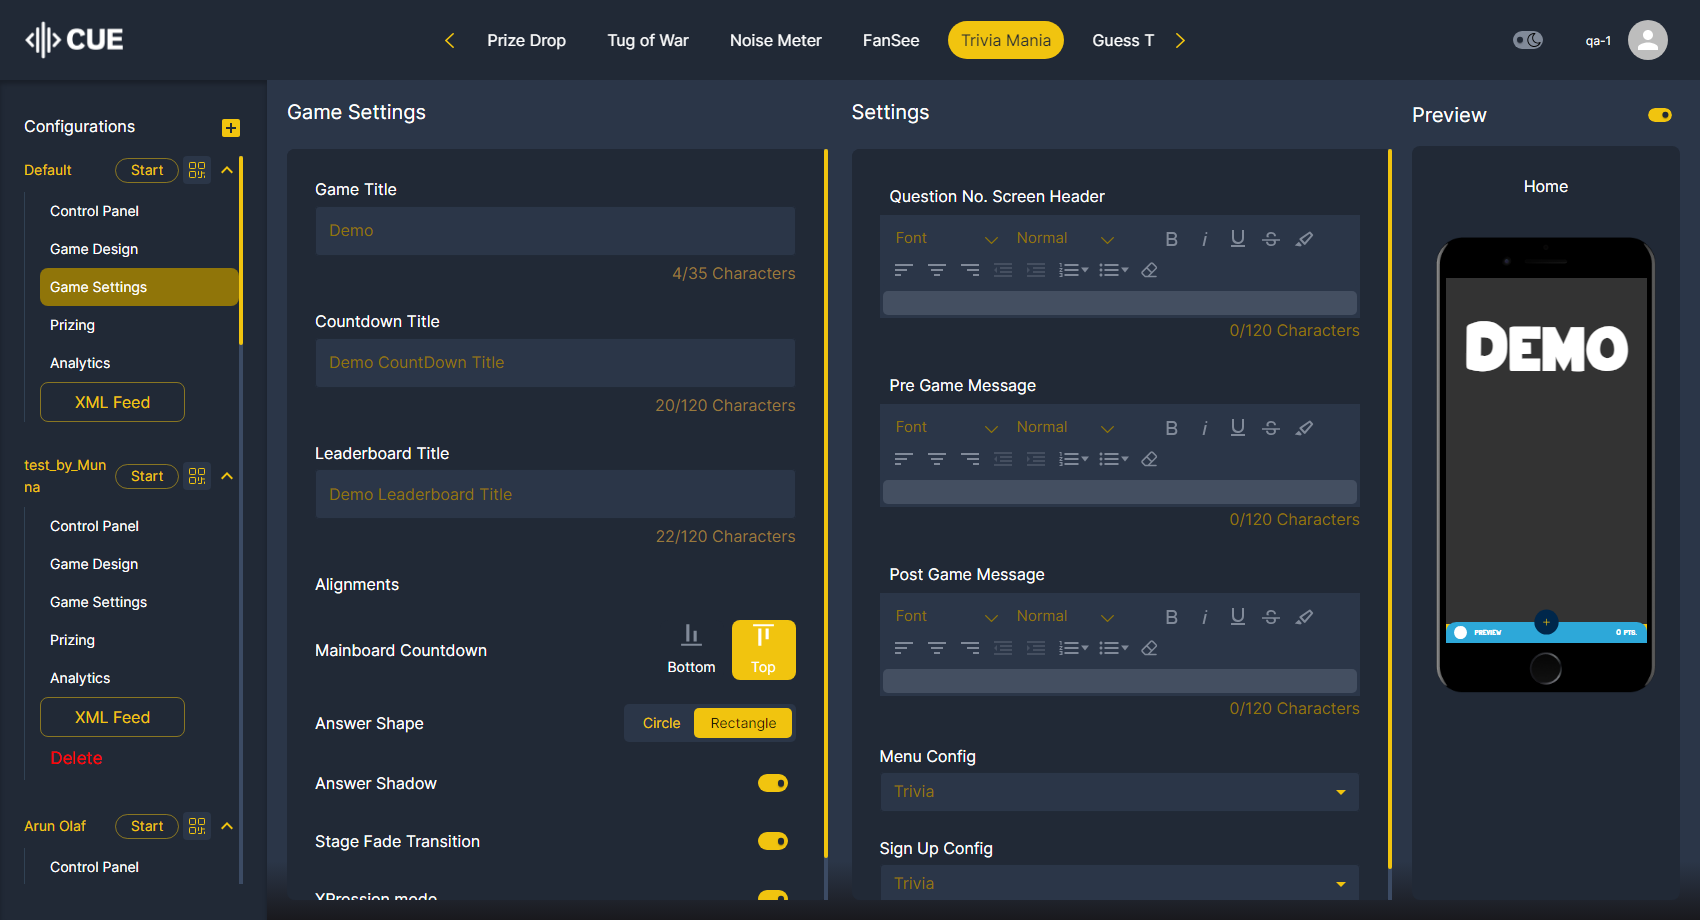 CUE
Prize Drop
Tug of War
Noise Meter
FanSee
Trivia Mania
Guess T
qa-1
Configurations
Default
Start
Control Panel
Game Design
Game Settings
Prizing
Analytics
XML Feed
test_by_Mun
na
Start
Control Panel
Game Design
Game Settings
Prizing
Analytics
XML Feed
Delete
Arun Olaf
Start
Control Panel
Game Settings
Game Title
Demo
4/35 Characters
Countdown Title
Demo CountDown Title
20/120 Characters
Leaderboard Title
Demo Leaderboard Title
22/120 Characters
Alignments
Mainboard Countdown
Bottom
Top
Answer Shape
Circle
Rectangle
Answer Shadow
Stage Fade Transition
XPression mode
Settings
Question No. Screen Header
Font
Normal
B i U S
0/120 Characters
Pre Game Message
Font
Normal
B i U S
0/120 Characters
Post Game Message
Font
Normal
B i U S
0/120 Characters
Menu Config
Trivia
Sign Up Config
Trivia
Preview
Home
DEMO
PREVIEW
0 PTS.